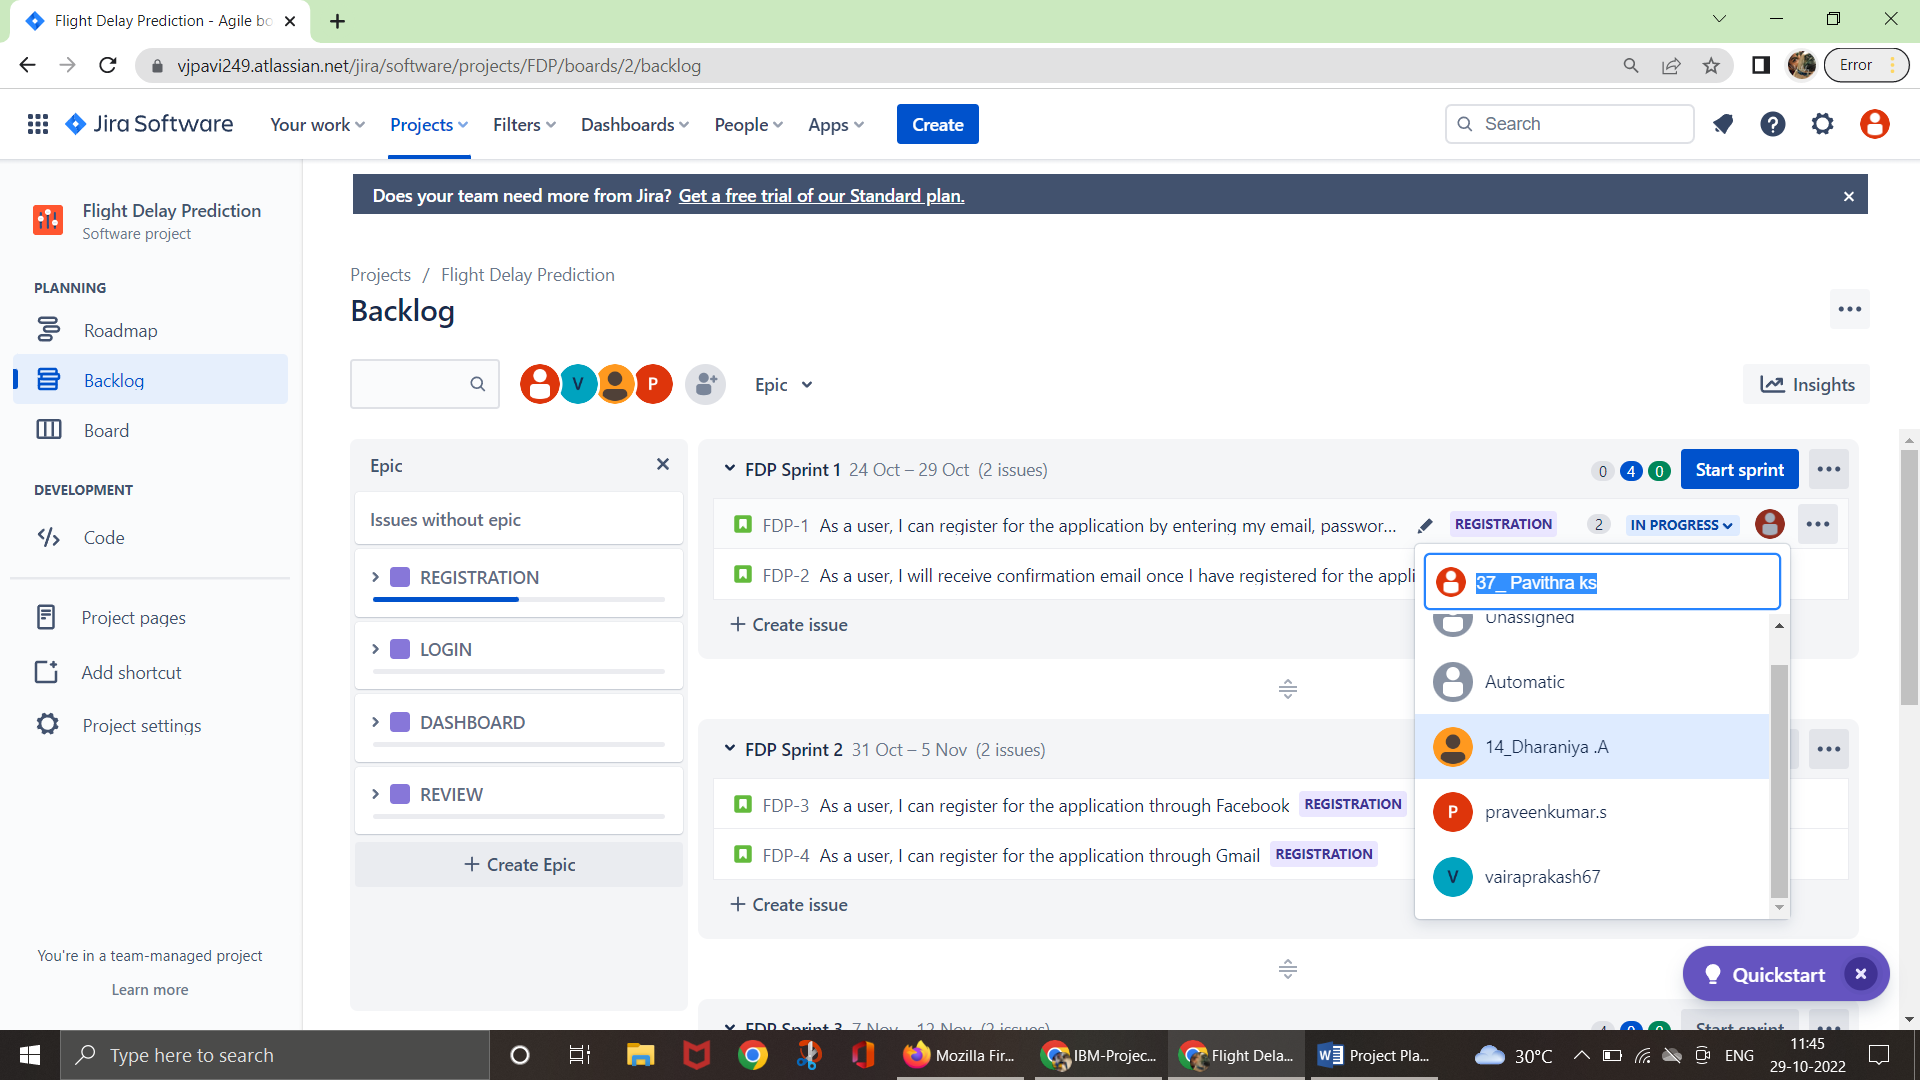 Flight Delay Prediction - Agile bo
vjpavi249.atlassian.net/jira/software/projects/FDP/boards/2/backlog
Error
Jira Software
Your work
Projects
Filters
Dashboards
People
Apps
Create
Search
Does your team need more from Jira? Get a free trial of our Standard plan.
Flight Delay Prediction
Software project
PLANNING
Roadmap
Backlog
Board
DEVELOPMENT
Code
Project pages
Add shortcut
Project settings
You're in a team-managed project
Learn more
Projects / Flight Delay Prediction
Backlog
V
P
Epic
Insights
Epic
Issues without epic
REGISTRATION
LOGIN
DASHBOARD
REVIEW
+ Create Epic
FDP Sprint 1 24 Oct – 29 Oct (2 issues)
0 4 0
Start sprint
FDP-1 As a user, I can register for the application by entering my email, passwor...
REGISTRATION
2
IN PROGRESS
FDP-2 As a user, I will receive confirmation email once I have registered for the appli
+ Create issue
37_ Pavithra ks
Unassigned
Automatic
14_Dharaniya .A
P praveenkumar.s
V vairaprakash67
FDP Sprint 2 31 Oct – 5 Nov (2 issues)
FDP-3 As a user, I can register for the application through Facebook REGISTRATION
FDP-4 As a user, I can register for the application through Gmail REGISTRATION
+ Create issue
FDP Sprint 3 7 Nov – 12 Nov (2 issues)
4 0 0
Start sprint
Quickstart
Type here to search
Mozilla Fir...
IBM-Projec...
Flight Dela...
Project Pla...
30°C
ENG
11:45
29-10-2022